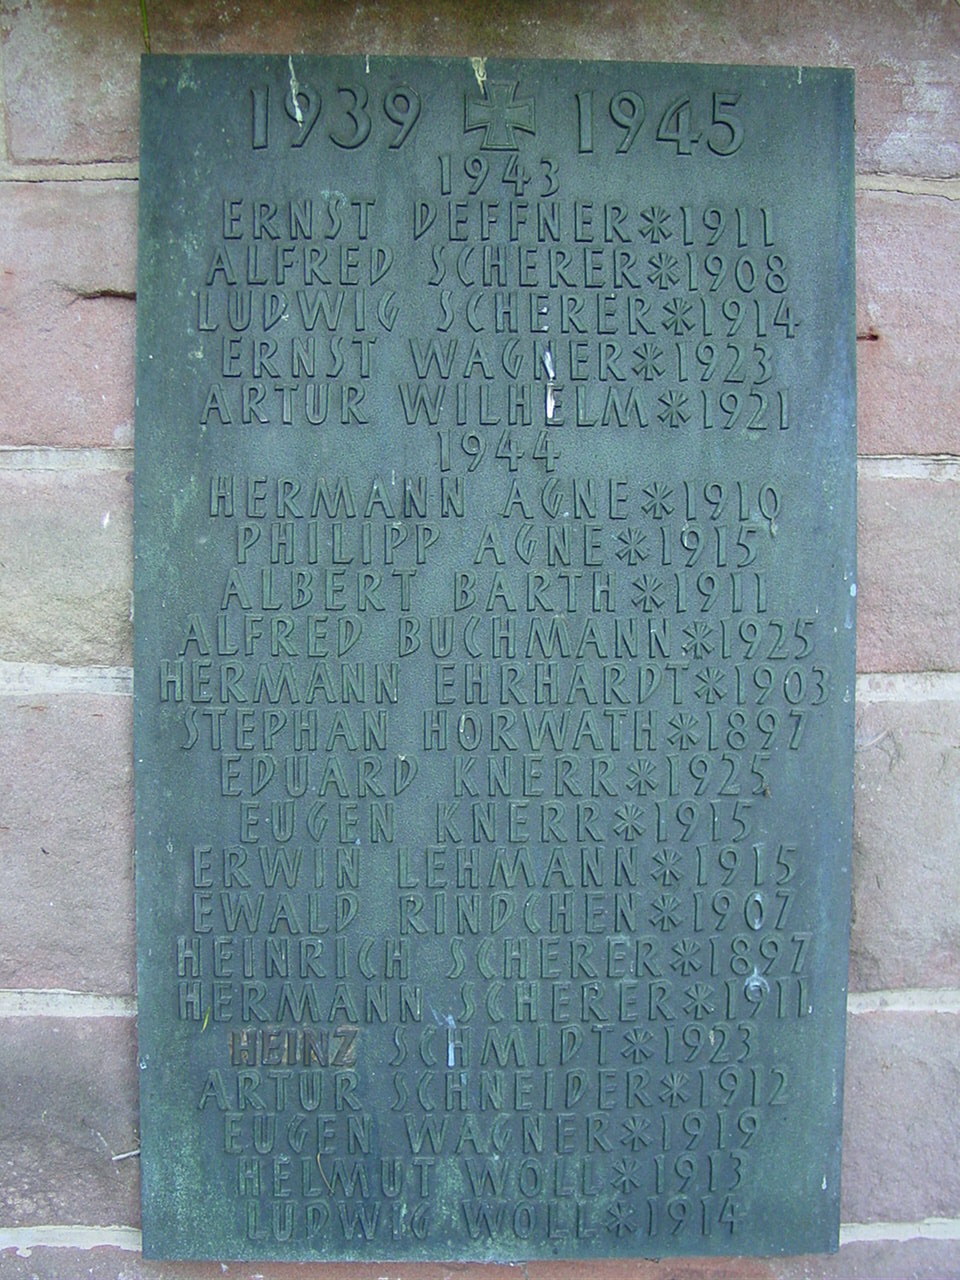 1939 1945
1943
ERNST DEFFNER * 1911
ALFRED SCHERER * 1908
LUDWIG SCHERER * 1914
ERNST WAGNER * 1923
ARTUR WILHELM * 1921
1944
HERMANN AGNE * 1910
PHILIPP AGNE * 1915
ALBERT BARTH * 1911
ALFRED BUCHMANN * 1925
HERMANN EHRHARDT * 1903
STEPHAN HORWATH * 1897
EDUARD KNERR * 1925
EUGEN KNERR * 1915
ERWIN LEHMANN * 1915
EWALD RINDCHEN * 1907
HEINRICH SCHERER * 1897
HERMANN SCHERER * 1911
HEINZ SCHMIDT * 1923
ARTUR SCHNEIDER * 1912
EUGEN WAGNER * 1919
HELMUT WOLL * 1913
LUDWIG WOLL * 1914